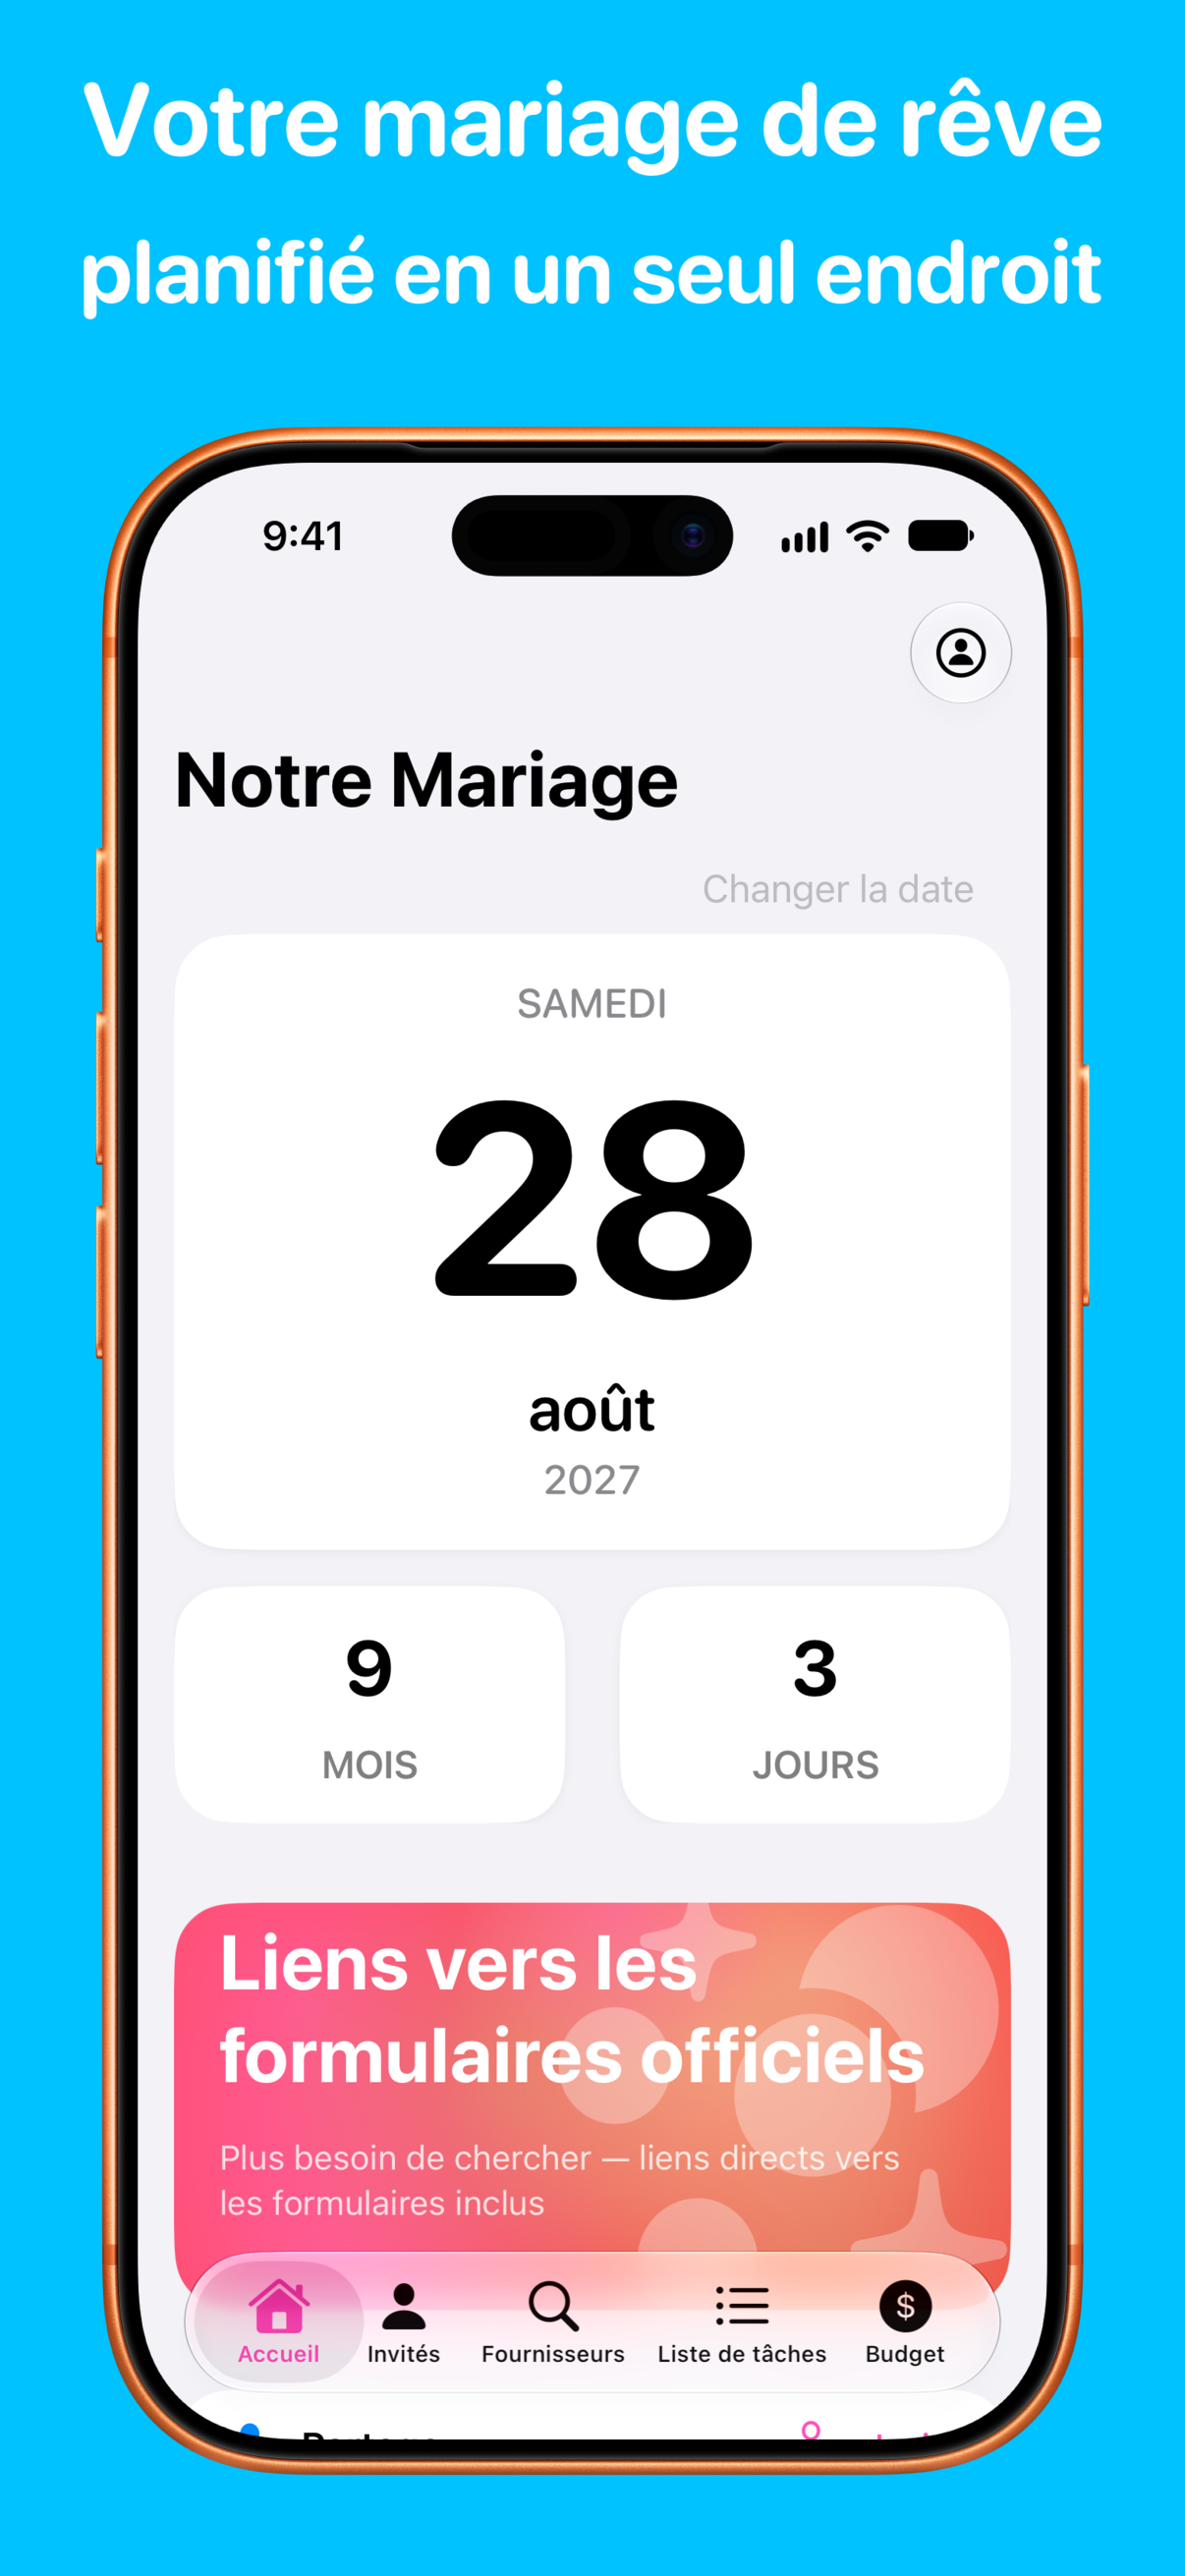 Votre mariage de rêve
planifié en un seul endroit
9:41
Notre Mariage
Changer la date
SAMEDI
28
août
2027
9
MOIS
3
JOURS
Liens vers les
formulaires officiels
Plus besoin de chercher — liens directs vers
les formulaires inclus
Accueil
Invités
Fournisseurs
Liste de tâches
Budget